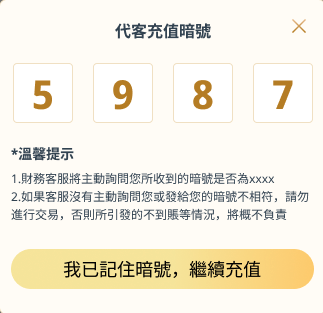 代客充值暗號
5 9 8 7
*溫馨提示
1.財務客服將主動詢問您所收到的暗號是否為xxxx
2.如果客服沒有主動詢問您或發給您的暗號不相符，請勿
進行交易，否則所引發的不到賬等情況，將概不負責
我已記住暗號，繼續充值